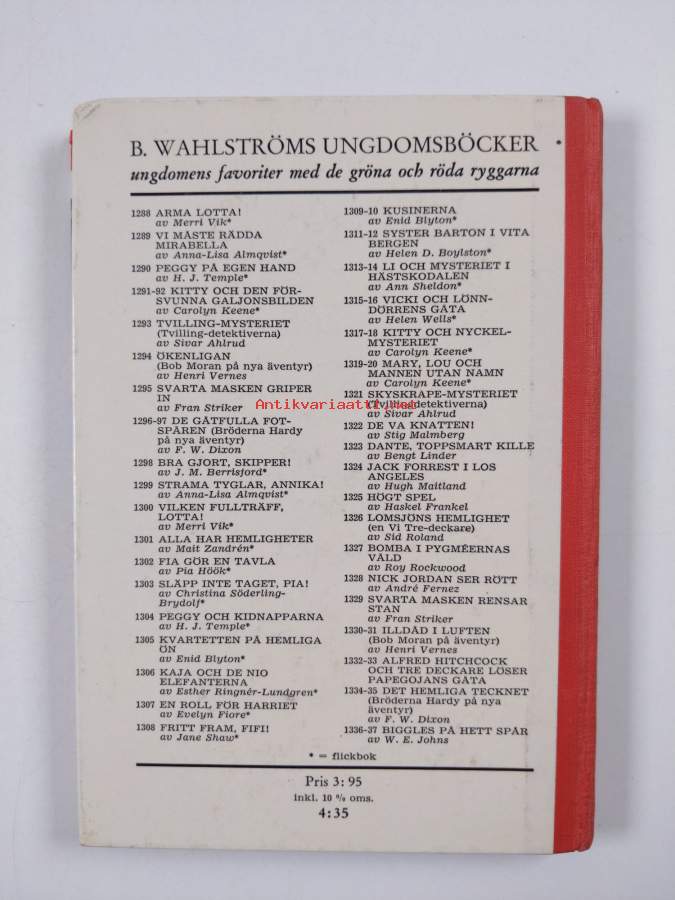 B. WAHLSTRÖMS UNGDOMSBÖCKER
ungdomens favoriter med de gröna och röda ryggarna
1288 ARMA LOTTA!
av Merri Vik*
1289 VI MÅSTE RÄDDA
MIRABELLA
av Anna-Lisa Almqvist*
1290 PEGGY PÅ EGEN HAND
av H. J. Temple*
1291-92 KITTY OCH DEN FÖR-
SVUNNA GALJONSBILDEN
av Carolyn Keene*
1293 TVILLING-MYSTERIET
(Tvilling-detektiverna)
av Sivar Ahlrud
1294 ÖKENLIGAN
(Bob Moran på nya äventyr)
av Henri Vernes
1295 SVARTA MASKEN GRIPER
IN
av Fran Striker
1296-97 DE GÅTFULLA FOT-
SPÅREN (Bröderna Hardy
på nya äventyr)
av F. W. Dixon
1298 BRA GJORT, SKIPPER!
av J. M. Berrisford*
1299 STRAMA TYGLAR, ANNIKA!
av Anna-Lisa Almqvist*
1300 VILKEN FULLTRÄFF,
LOTTA!
av Merri Vik*
1301 ALLA HAR HEMLIGHETER
av Mait Zandrén*
1302 FIA GÖR EN TAVLA
av Pia Höök*
1303 SLÄPP INTE TAGET, PIA!
av Christina Söderling-
Brydolf*
1304 PEGGY OCH KIDNAPPARNA
av H. J. Temple*
1305 KVARTETTEN PÅ HEMLIGA
ÖN
av Enid Blyton*
1306 KAJA OCH DE NIO
ELEFANTERNA
av Esther Ringnér-Lundgren*
1307 EN ROLL FÖR HARRIET
av Evelyn Fiore*
1308 FRITT FRAM, FIFI!
av Jane Shaw*
1309-10 KUSINERNA
av Enid Blyton*
1311-12 SYSTER BARTON I VITA
BERGEN
av Helen D. Boylston*
1313-14 LI OCH MYSTERIET I
HÄSTSKODALEN
av Ann Sheldon*
1315-16 VICKI OCH LÖNN-
DÖRRENS GÅTA
av Helen Wells*
1317-18 KITTY OCH NYCKEL-
MYSTERIET
av Carolyn Keene*
1319-20 MARY, LOU OCH
MANNEN UTAN NAMN
av Carolyn Keene*
1321 SKYSKRAPE-MYSTERIET
(Tvillingdetektiverna)
av Sivar Ahlrud
1322 DE VA KNATTEN!
av Stig Malmberg
1323 DANTE, TOPPSMART KILLE
av Bengt Linder
1324 JACK FORREST I LOS
ANGELES
av Hugh Maitland
1325 HÖGT SPEL
av Haskel Frankel
1326 LOMSJÖNS HEMLIGHET
(en Vi Tre-deckare)
av Sid Roland
1327 BOMBA I PYGMÉERNAS
VÅLD
av Roy Rockwood
1328 NICK JORDAN SER RÖTT
av André Fernez
1329 SVARTA MASKEN RENSAR
STAN
av Fran Striker
1330-31 ILLDÅD I LUFTEN
(Bob Moran på äventyr)
av Henri Vernes
1332-33 ALFRED HITCHCOCK
OCH TRE DECKARE LÖSER
PAPEGOJANS GÅTA
1334-35 DET HEMLIGA TECKNET
(Bröderna Hardy på nya
äventyr)
av F. W. Dixon
1336-37 BIGGLES PÅ HETT SPÅR
av W. E. Johns
* = flickbok
Pris 3: 95
inkl. 10 % oms.
4:35
Antikvariaatti.net